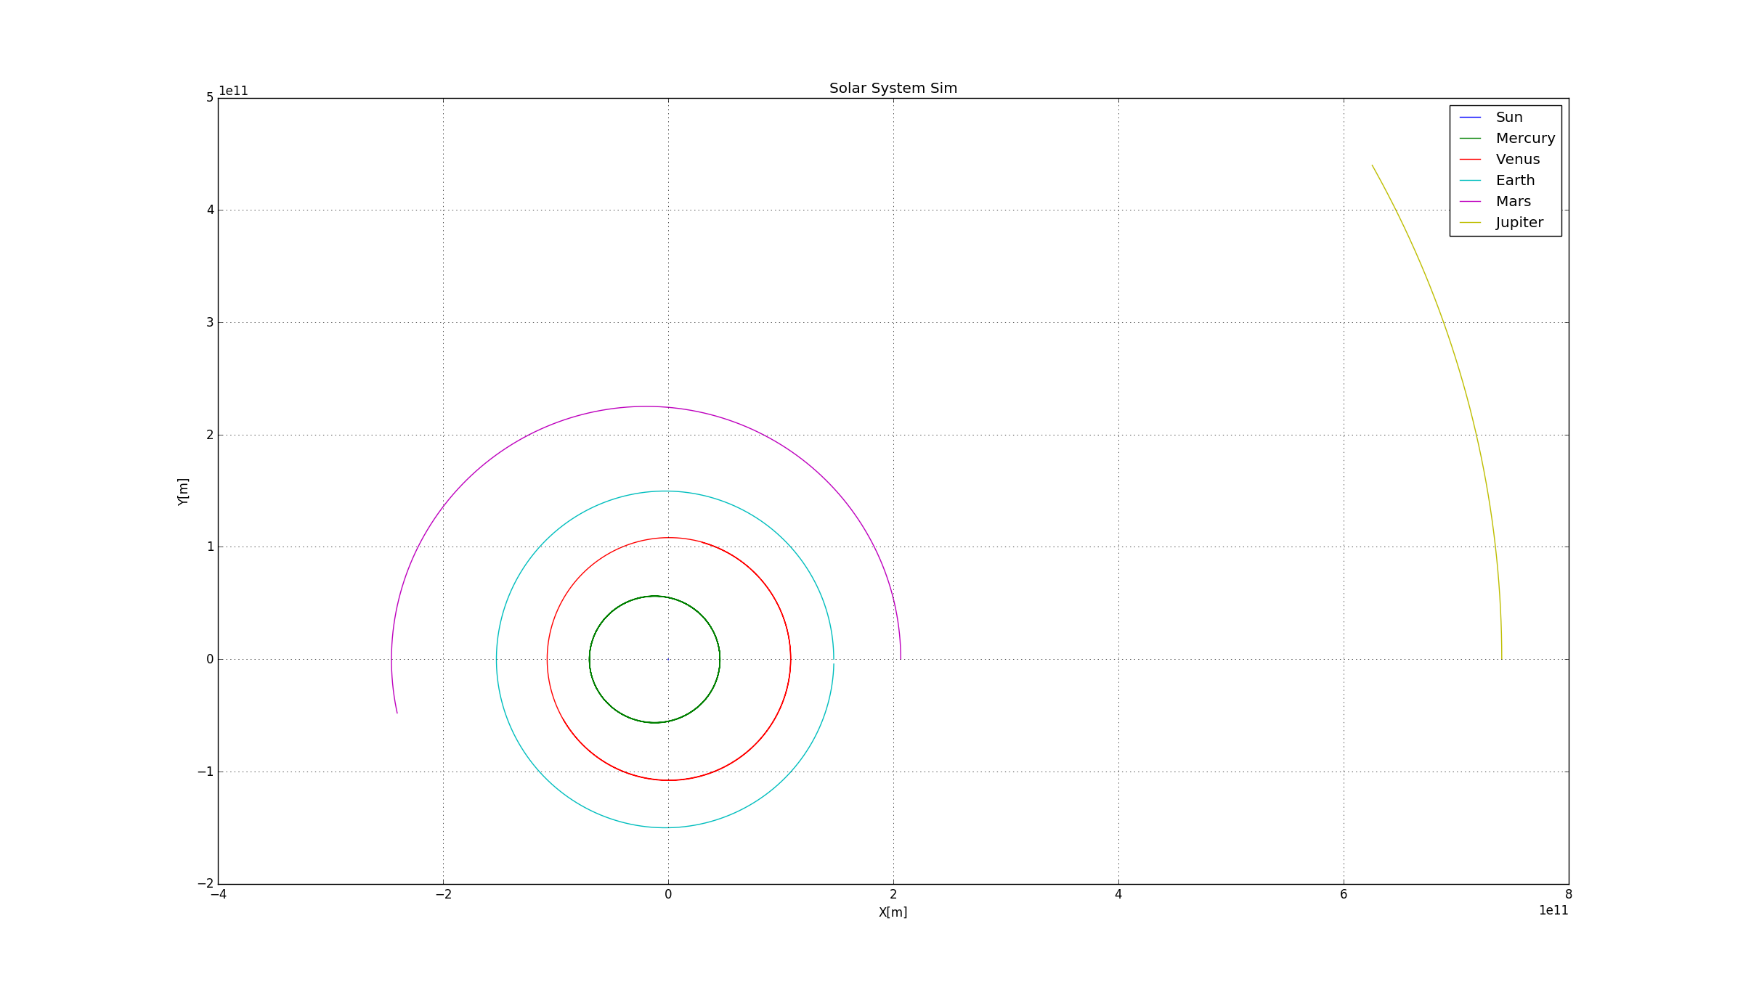 Solar System Sim
1e11
5
4
3
2
1
0
−1
−2
Y[m]
−4
−2
0
2
4
6
8
X[m]
1e11
Sun
Mercury
Venus
Earth
Mars
Jupiter